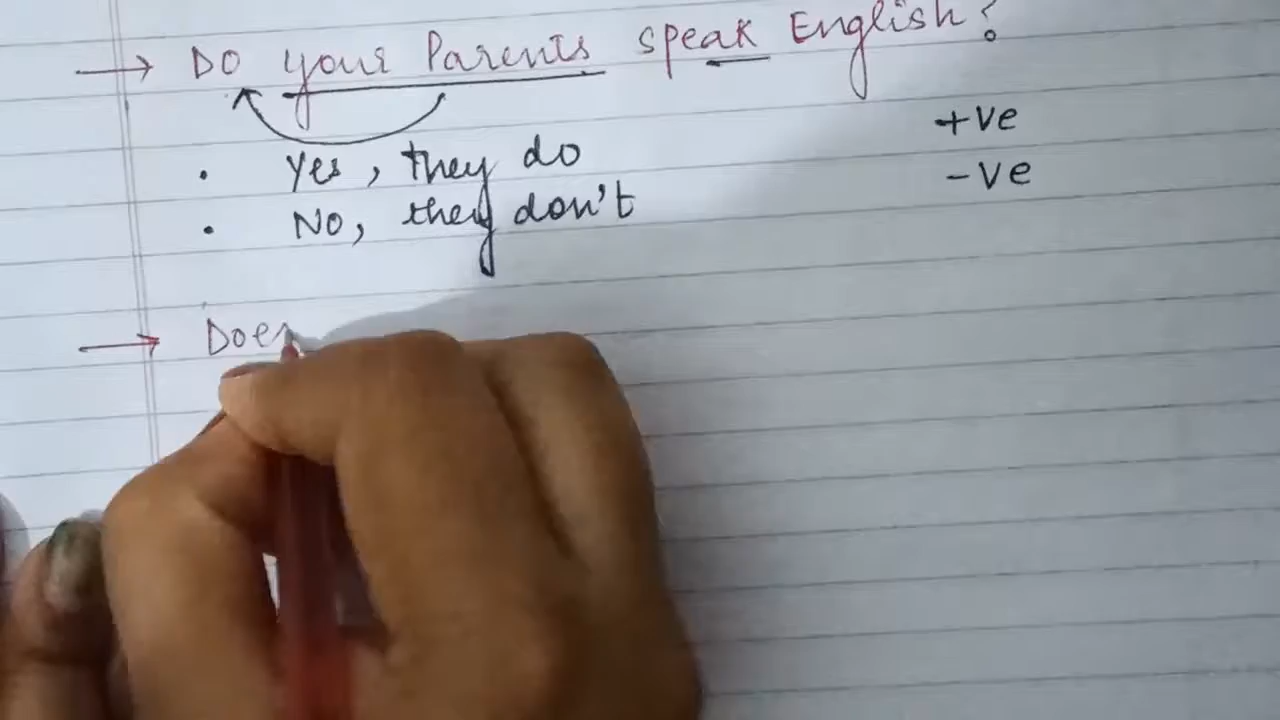 → DO your Parents speak English?
+ve
• Yes, they do
-ve
• No, they don't
→ Does